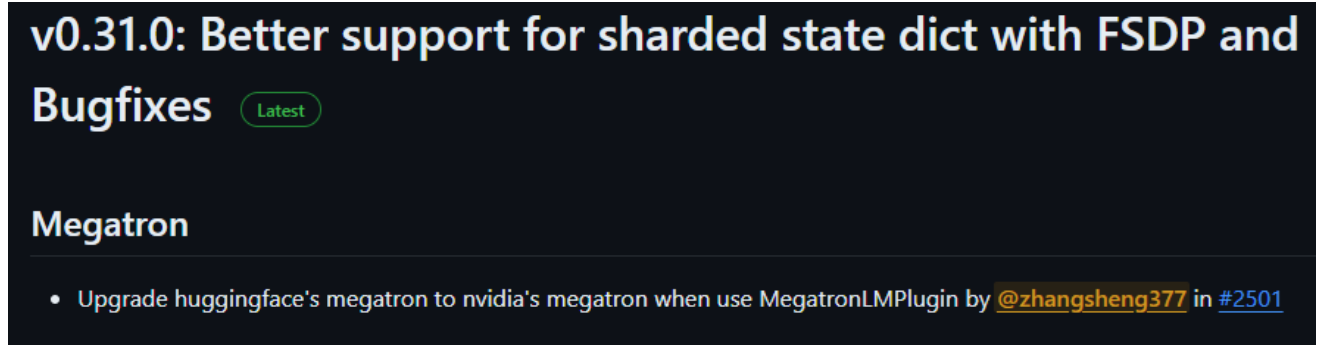 v0.31.0: Better support for sharded state dict with FSDP and
Bugfixes Latest
Megatron
• Upgrade huggingface's megatron to nvidia's megatron when use MegatronLMPlugin by @zhangsheng377 in #2501